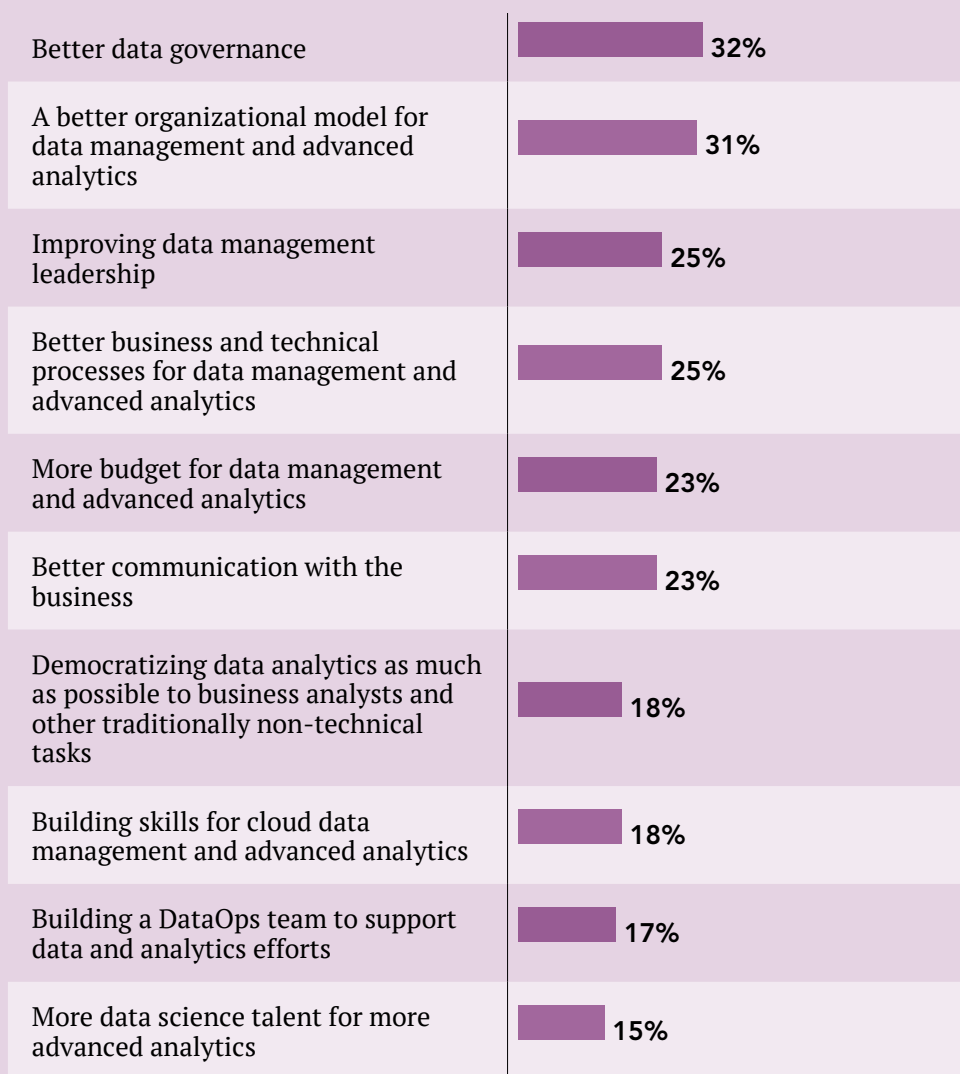 Better data governance
32%
A better organizational model for
data management and advanced
analytics
31%
Improving data management
leadership
25%
Better business and technical
processes for data management and
advanced analytics
25%
More budget for data management
and advanced analytics
23%
Better communication with the
business
23%
Democratizing data analytics as much
as possible to business analysts and
other traditionally non-technical
tasks
18%
Building skills for cloud data
management and advanced analytics
18%
Building a DataOps team to support
data and analytics efforts
17%
More data science talent for more
advanced analytics
15%